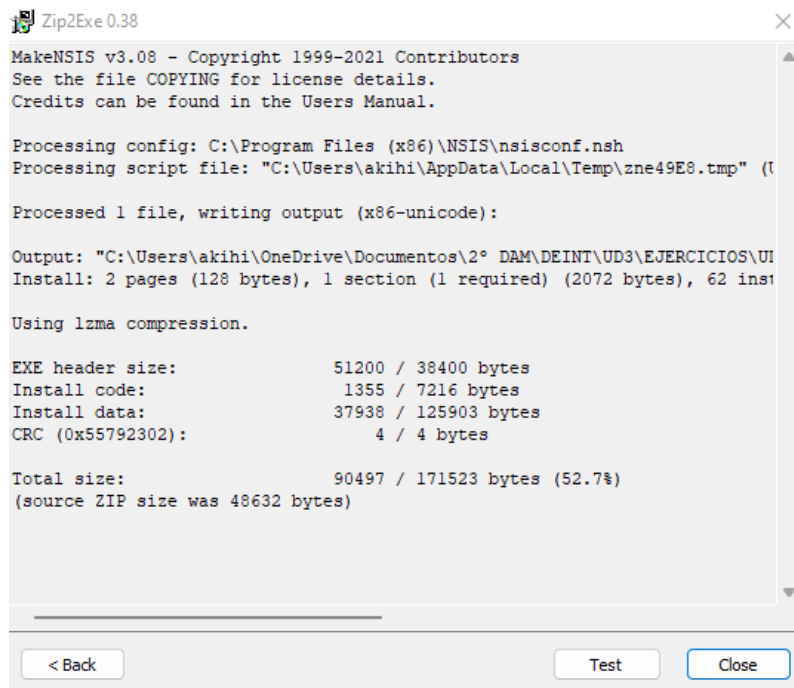 Zip2Exe 0.38
MakeNSIS v3.08 - Copyright 1999-2021 Contributors
See the file COPYING for license details.
Credits can be found in the Users Manual.
Processing config: C:\Program Files (x86)\NSIS\nsisconf.nsh
Processing script file: "C:\Users\akihi\AppData\Local\Temp\zne49E8.tmp" (
Processed 1 file, writing output (x86-unicode):
Output: "C:\Users\akihi\OneDrive\Documentos\2° DAM\DEINT\UD3\EJERCICIOS\
Install: 2 pages (128 bytes), 1 section (1 required) (2072 bytes), 62
Using lzma compression.
EXE header size: 51200 / 38400 bytes
Install code: 1355 / 7216 bytes
Install data: 37938 / 125903 bytes
CRC (0x55792302): 4 / 4 bytes
Total size: 90497 / 171523 bytes (52.7%)
(source ZIP size was 48632 bytes)
< Back Test Close